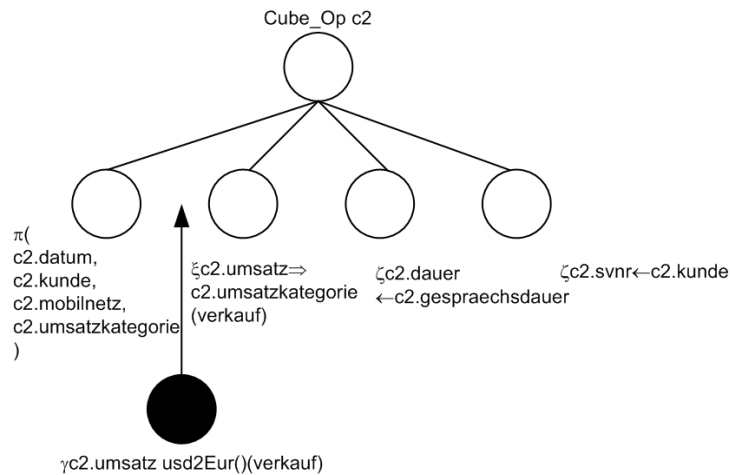 Cube_Op c2
π(
c2.datum,
c2.kunde,
c2.mobilnetz,
c2.umsatzkategorie
)
ξc2.umsatz⇒
c2.umsatzkategorie
(verkauf)
ζc2.dauer
←c2.gespraechsdauer
ζc2.svnr←c2.kunde
γc2.umsatz usd2Eur()(verkauf)